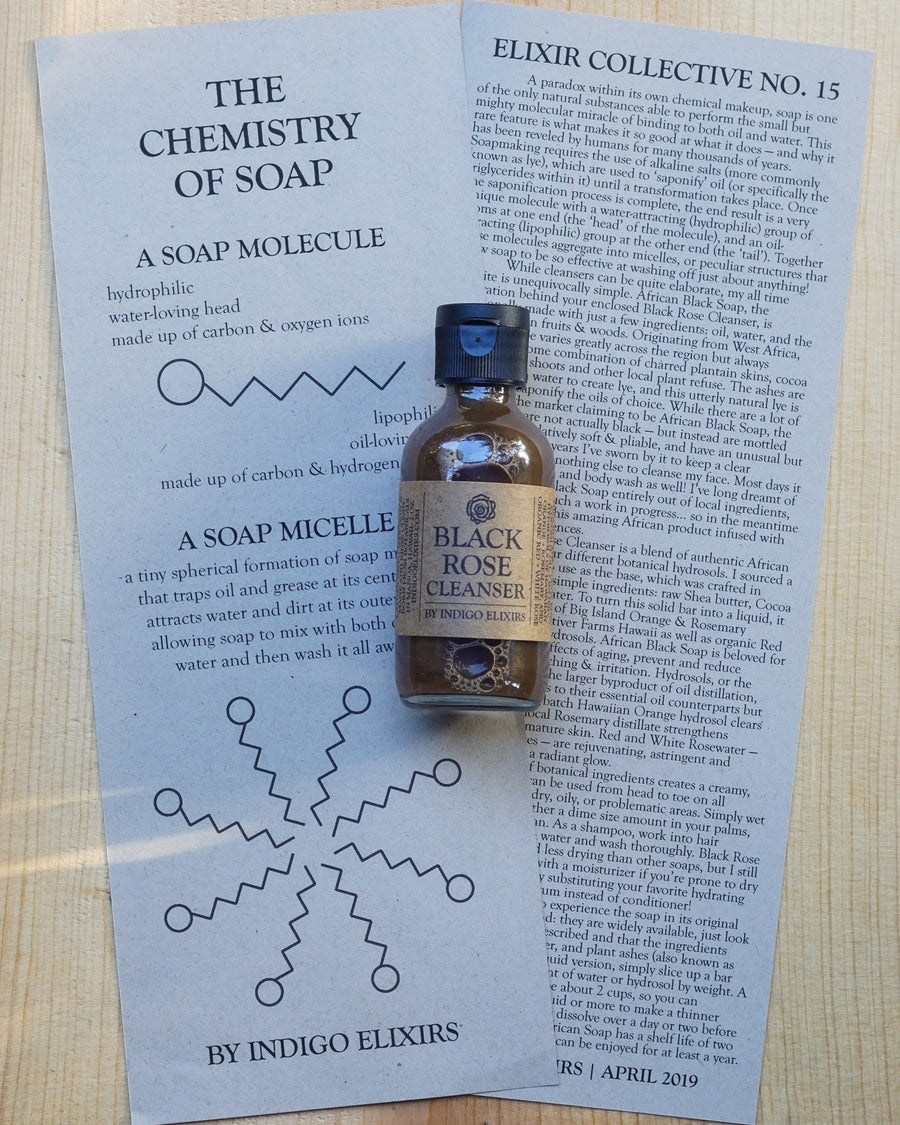 THE
CHEMISTRY
OF SOAP
A SOAP MOLECULE
hydrophilic
water-loving head
made up of carbon & oxygen ions
made up of carbon & hydrogen
A SOAP MICELLE
a tiny spherical formation of soap
that traps oil and grease at its
attracts water and dirt at its
allowing soap to mix with both
water and then wash it all
BY INDIGO ELIXIRS
BLACK
ROSE
CLEANSER
BY INDIGO ELIXIRS
ELIXIR COLLECTIVE NO. 15
A paradox within its own chemical makeup, soap is one
of the only natural substances able to perform the small but
mighty molecular miracle of binding to both oil and water. This
rare feature is what makes it so good at what it does — and why it
has been reveled by humans for many thousands of years.
Soapmaking requires the use of alkaline salts (more commonly
known as lye), which are used to 'saponify' oil (or specifically the
within it) until a transformation takes place. Once
saponification process is complete, the end result is a very
molecule with a water-attracting (hydrophilic) group of
at one end (the 'head' of the molecule), and an oil-
(lipophilic) group at the other end (the 'tail'). Together
molecules aggregate into micelles, or peculiar structures that
soap to be so effective at washing off just about anything!
While cleansers can be quite elaborate, my all time
is unequivocally simple. African Black Soap, the
behind your enclosed Black Rose Cleanser, is
made with just a few ingredients: oil, water, and the
fruits & woods. Originating from West Africa,
varies greatly across the region but always
combination of charred plantain skins, cocoa
shoots and other local plant refuse. The ashes are
water to create lye, and this utterly natural lye is
the oils of choice. While there are a lot of
market claiming to be African Black Soap, the
not actually black — but instead are mottled
soft & pliable, and have an unusual but
years I've sworn by it to keep a clear
nothing else to cleanse my face. Most days it
and body wash as well! I've long dreamt of
Soap entirely out of local ingredients,
a work in progress... so in the meantime
this amazing African product infused with
Cleanser is a blend of authentic African
different botanical hydrosols. I sourced a
use as the base, which was crafted in
simple ingredients: raw Shea butter, Cocoa
To turn this solid bar into a liquid, it
of Big Island Orange & Rosemary
Farms Hawaii as well as organic Red
African Black Soap is beloved for
of aging, prevent and reduce
& irritation. Hydrosols, or the
larger byproduct of oil distillation,
to their essential oil counterparts but
batch Hawaiian Orange hydrosol clears
Rosemary distillate strengthens
mature skin. Red and White Rosewater —
— are rejuvenating, astringent and
a radiant glow.
botanical ingredients creates a creamy,
be used from head to toe on all
dry, oily, or problematic areas. Simply wet
a dime size amount in your palms,
As a shampoo, work into hair
water and wash thoroughly. Black Rose
less drying than other soaps, but I still
with a moisturizer if you're prone to dry
substituting your favorite hydrating
instead of conditioner!
experience the soap in its original
they are widely available, just look
and that the ingredients
and plant ashes (also known as
version, simply slice up a bar
of water or hydrosol by weight. A
about 2 cups, so you can
or more to make a thinner
dissolve over a day or two before
Soap has a shelf life of two
can be enjoyed for at least a year.
| APRIL 2019